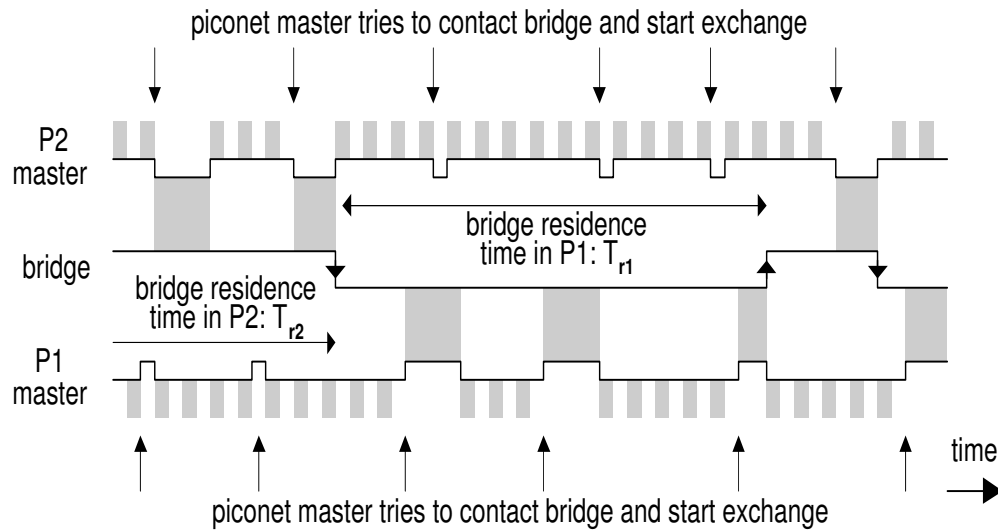 piconet master tries to contact bridge and start exchange
P2
master
bridge residence
time in P1: Tr1
bridge
bridge residence
time in P2: Tr2
P1
master
time
piconet master tries to contact bridge and start exchange